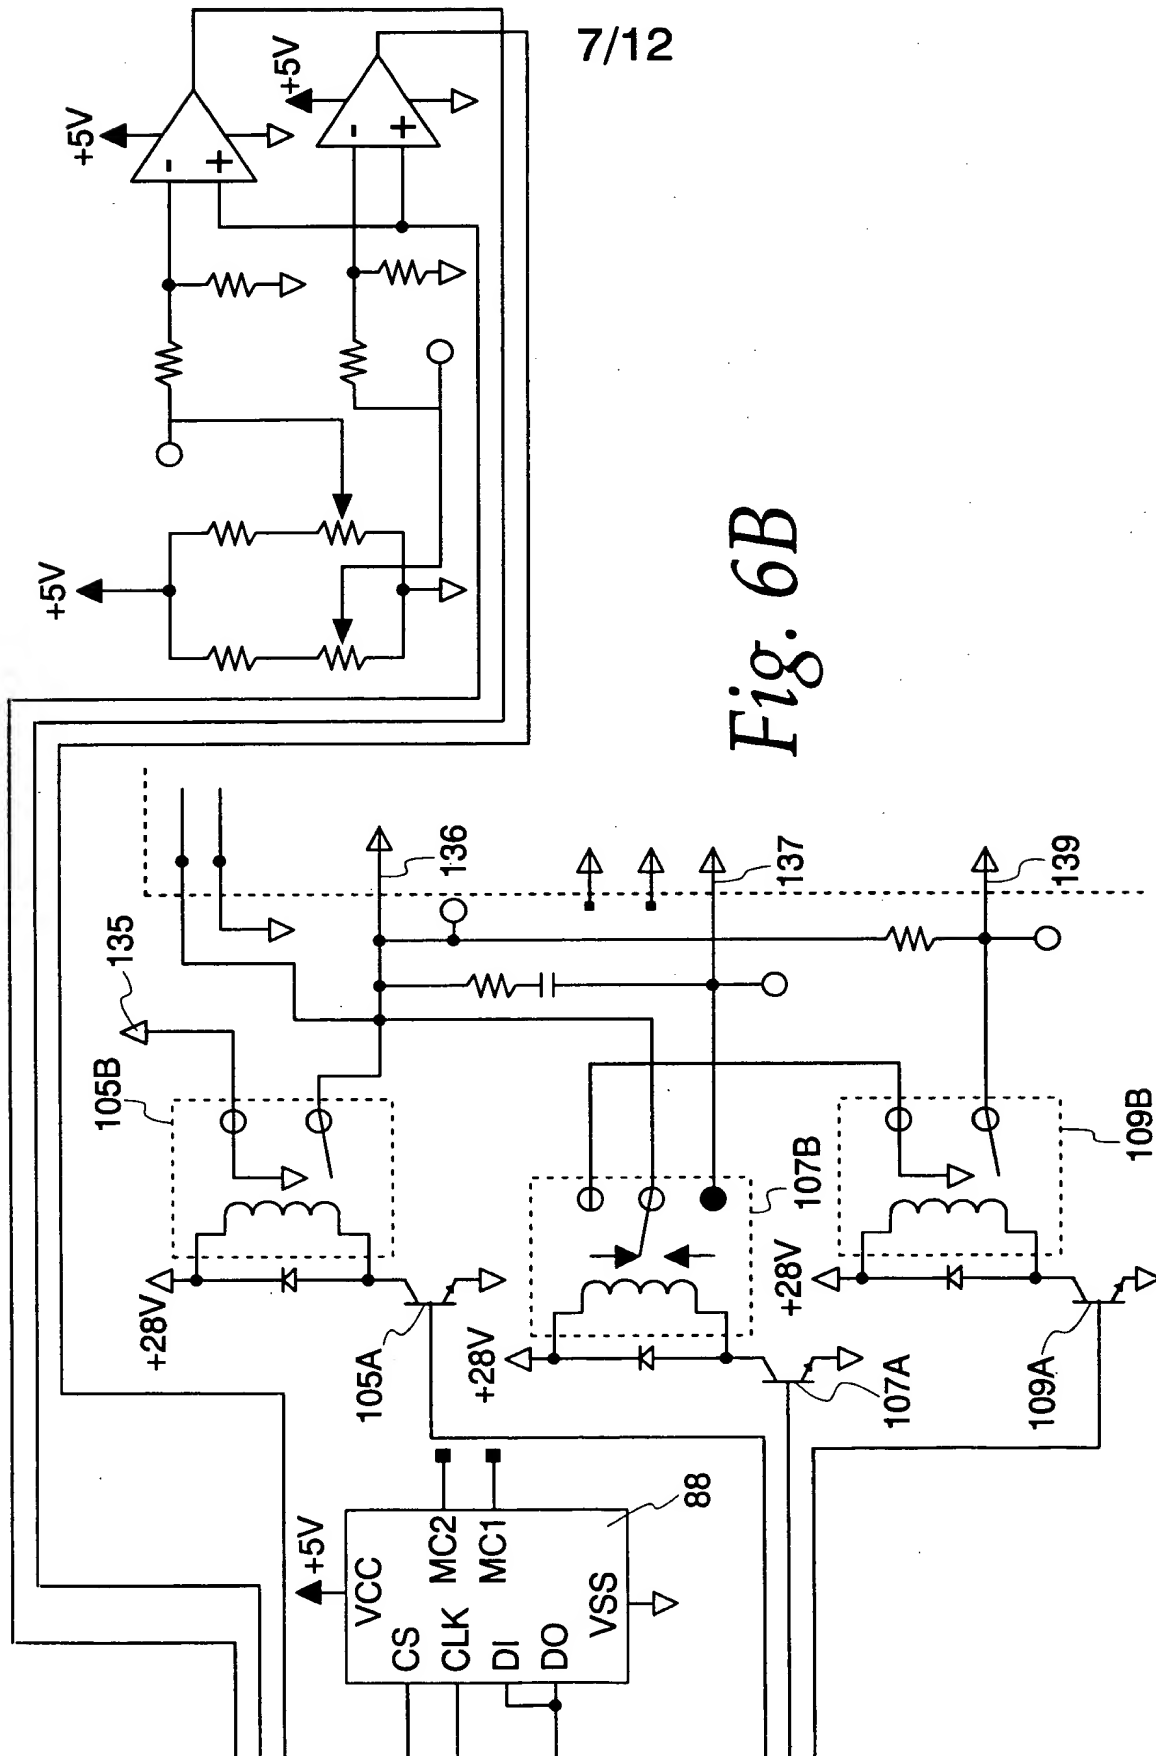 7/12
+5V
+5V
-
+
-
+
+5V
Fig. 6B
135
136
137
139
105B
107B
109B
+28V
+28V
+28V
105A
107A
109A
88
+5V
VCC
MC2
MC1
CS
CLK
DI
DO
VSS